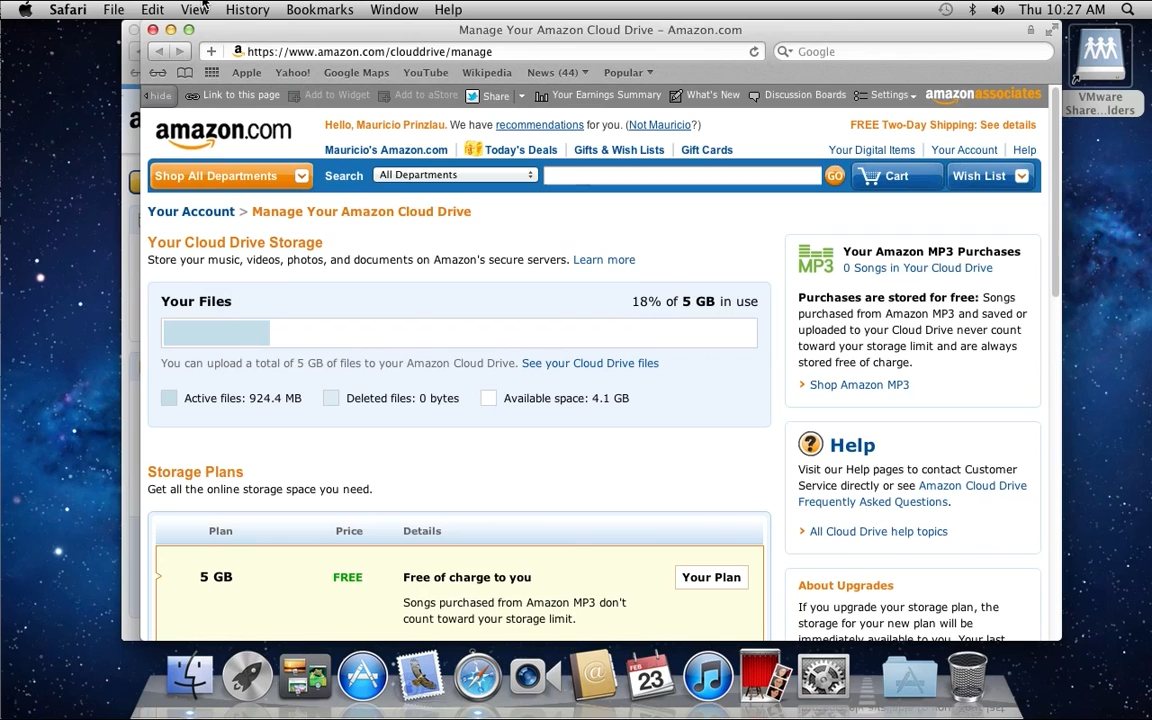 Safari File Edit View History Bookmarks Window Help Thu 10:27 AM
Manage Your Amazon Cloud Drive – Amazon.com
https://www.amazon.com/clouddrive/manage Google
Apple Yahoo! Google Maps YouTube Wikipedia News (44) Popular
hide Link to this page Add to Widget Add to aStore Share Your Earnings Summary What's New Discussion Boards Settings amazonassociates
VMware
Share...lders
amazon.com
Hello, Mauricio Prinzlau. We have recommendations for you. (Not Mauricio?)
FREE Two-Day Shipping: See details
Mauricio's Amazon.com Today's Deals Gifts & Wish Lists Gift Cards Your Digital Items Your Account Help
Shop All Departments Search All Departments GO Cart Wish List
Your Account > Manage Your Amazon Cloud Drive
Your Cloud Drive Storage
Store your music, videos, photos, and documents on Amazon's secure servers. Learn more
Your Files 18% of 5 GB in use
You can upload a total of 5 GB of files to your Amazon Cloud Drive. See your Cloud Drive files
Active files: 924.4 MB Deleted files: 0 bytes Available space: 4.1 GB
Storage Plans
Get all the online storage space you need.
Plan Price Details
5 GB FREE Free of charge to you Your Plan
Songs purchased from Amazon MP3 don't
count toward your storage limit.
MP3
Your Amazon MP3 Purchases
0 Songs in Your Cloud Drive
Purchases are stored for free: Songs
purchased from Amazon MP3 and saved or
uploaded to your Cloud Drive never count
toward your storage limit and are always
stored free of charge.
Shop Amazon MP3
? Help
Visit our Help pages to contact Customer
Service directly or see Amazon Cloud Drive
Frequently Asked Questions.
All Cloud Drive help topics
About Upgrades
If you upgrade your storage plan, the
storage for your new plan will be
immediately available to you. Your last
FEB
23